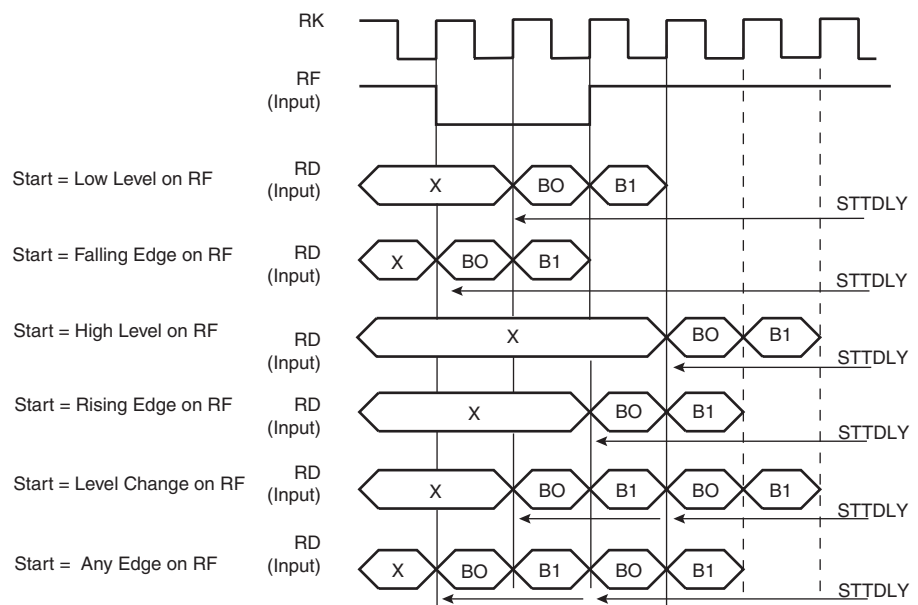 RK
RF
(Input)
Start = Low Level on RF
RD
(Input)
X
BO
B1
STTDLY
Start = Falling Edge on RF
RD
(Input)
X
BO
B1
STTDLY
Start = High Level on RF
RD
(Input)
X
BO
B1
STTDLY
Start = Rising Edge on RF
RD
(Input)
X
BO
B1
STTDLY
Start = Level Change on RF
RD
(Input)
X
BO
B1
BO
B1
STTDLY
Start = Any Edge on RF
RD
(Input)
X
BO
B1
BO
B1
STTDLY